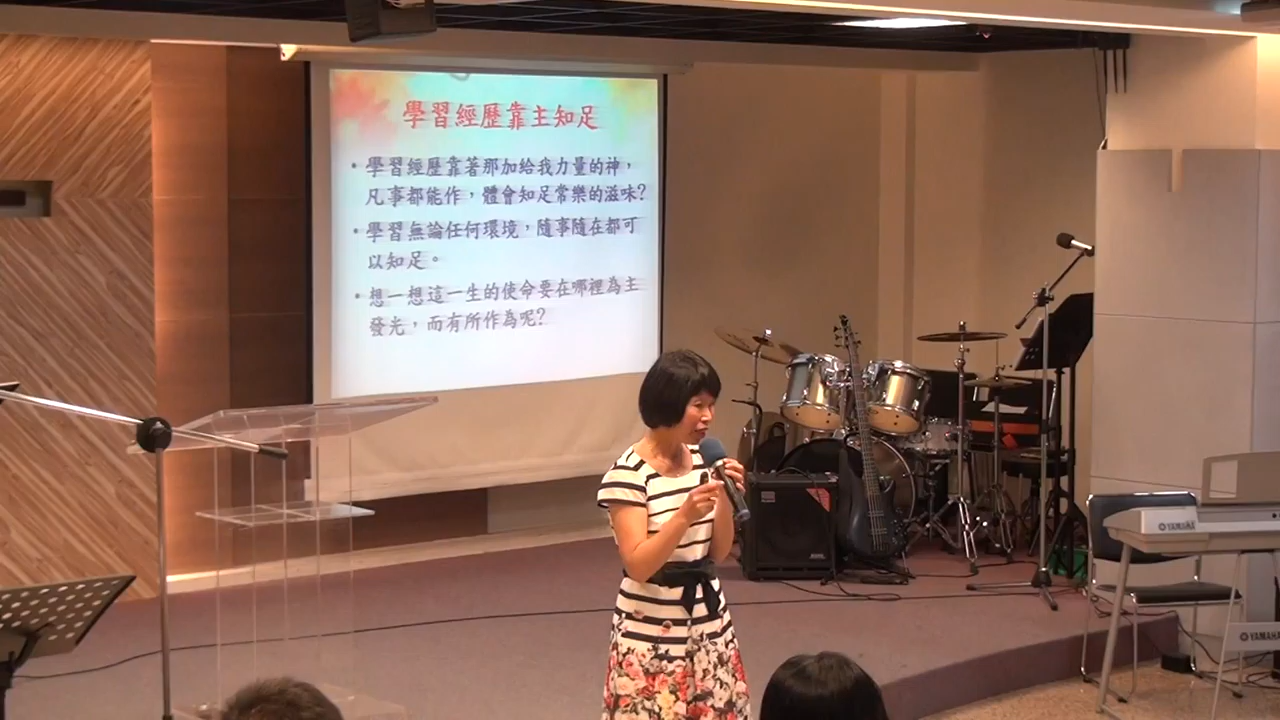 學習經歷靠主知足
•學習經歷靠著那加給我力量的神，
凡事都能作，體會知足常樂的滋味?
•學習無論任何環境，隨事隨在都可
以知足。
•想一想這一生的使命要在哪裡為主
發光，而有所作為呢?
YAMAHA
YAMAHA